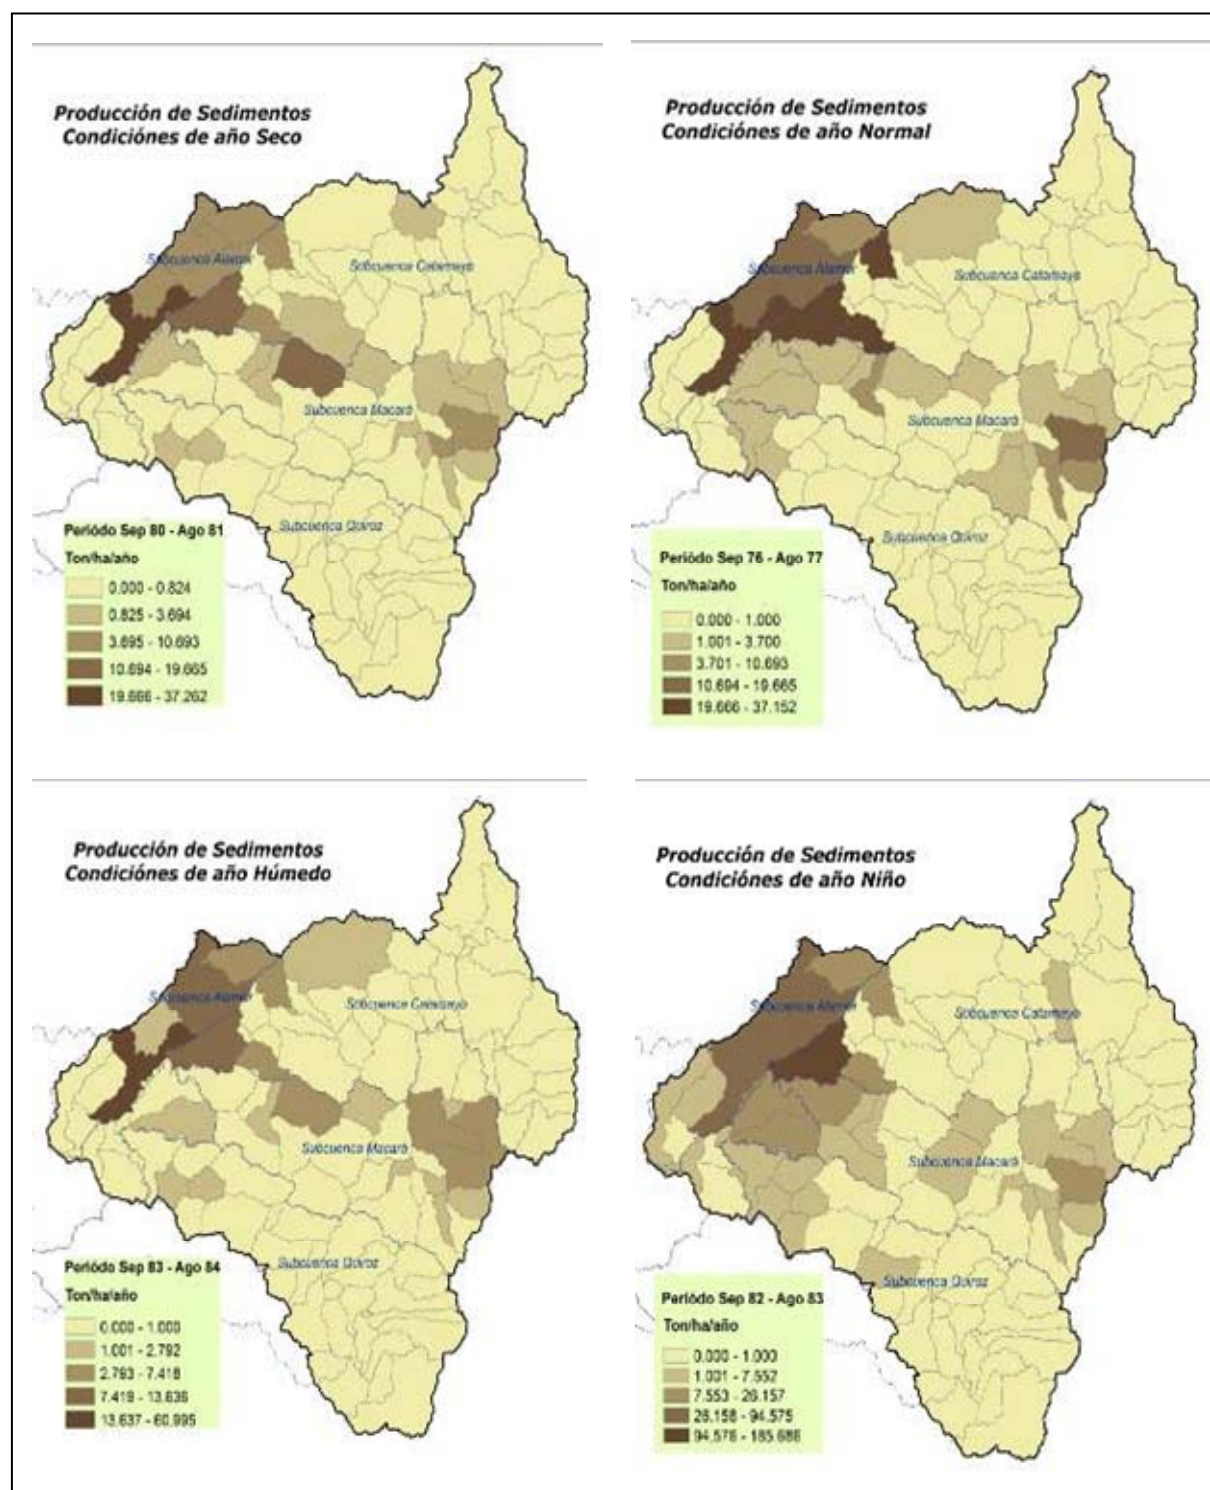 Producción de Sedimentos
Condiciónes de año Seco
Subcuenca Alamor
Subcuenca Catamayo
Subcuenca Macará
Subcuenca Quiroz
Periódo Sep 80 - Ago 81
Ton/ha/año
0.000 - 0.824
0.825 - 3.694
3.695 - 10.693
10.694 - 19.665
19.666 - 37.262
Producción de Sedimentos
Condiciónes de año Normal
Subcuenca Alamor
Subcuenca Catamayo
Subcuenca Macará
Subcuenca Quiroz
Periódo Sep 76 - Ago 77
Ton/ha/año
0.000 - 1.000
1.001 - 3.700
3.701 - 10.693
10.694 - 19.665
19.666 - 37.152
Producción de Sedimentos
Condiciónes de año Húmedo
Subcuenca Alamor
Subcuenca Catamayo
Subcuenca Macará
Subcuenca Quiroz
Periódo Sep 83 - Ago 84
Ton/ha/año
0.000 - 1.000
1.001 - 2.792
2.793 - 7.418
7.419 - 13.636
13.637 - 60.995
Producción de Sedimentos
Condiciónes de año Niño
Subcuenca Alamor
Subcuenca Catamayo
Subcuenca Macará
Subcuenca Quiroz
Periódo Sep 82 - Ago 83
Ton/ha/año
0.000 - 1.000
1.001 - 7.552
7.553 - 26.157
26.158 - 94.575
94.576 - 185.686